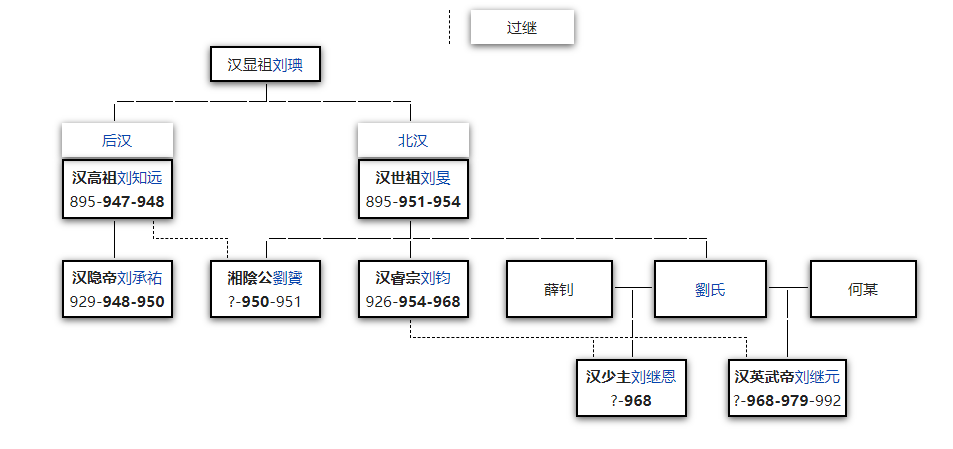 过继
汉显祖刘琠
后汉
北汉
汉高祖刘知远
895-947-948
汉世祖刘旻
895-951-954
汉隐帝刘承祐
929-948-950
湘陰公劉贇
?-950-951
汉睿宗刘钧
926-954-968
薛钊
劉氏
何某
汉少主刘继恩
?-968
汉英武帝刘继元
?-968-979-992